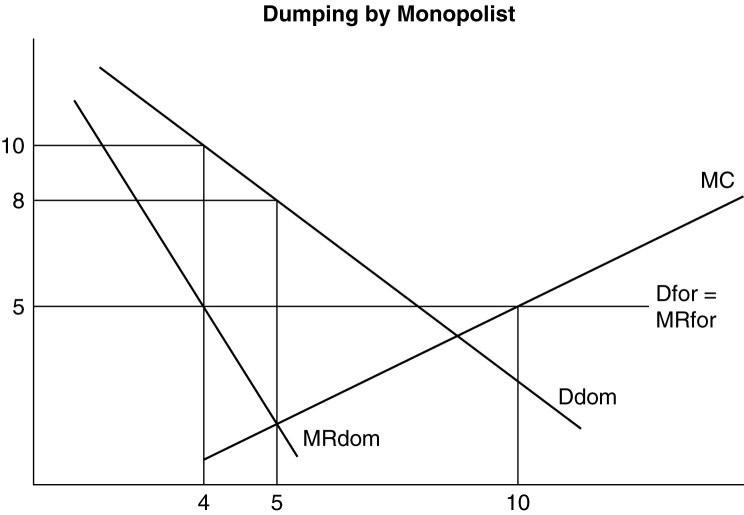 Dumping by Monopolist
10
MC
8
Dfor =
5
MRfor
Ddom
MRdom
4
5
10